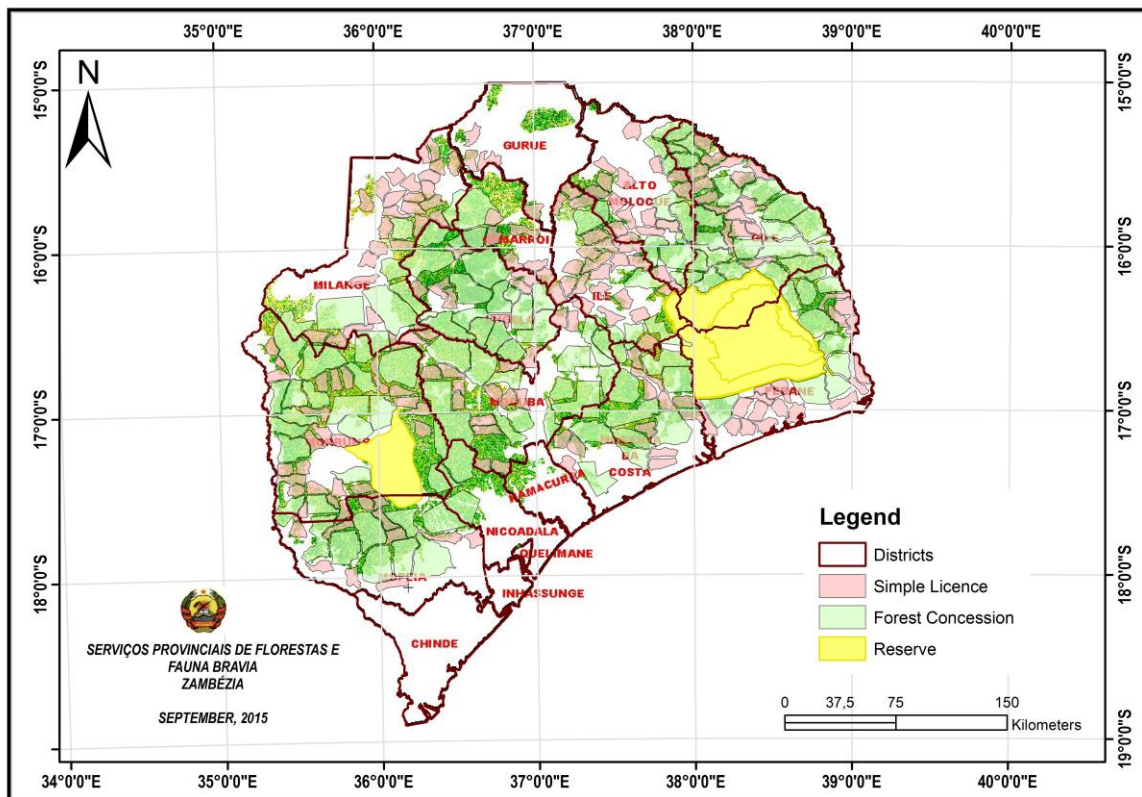 35°0'0"E 36°0'0"E 37°0'0"E 38°0'0"E 39°0'0"E 40°0'0"E
15°0'0"S
16°0'0"S
17°0'0"S
18°0'0"S
15°0'0"S
16°0'0"S
17°0'0"S
18°0'0"S
19°0'0"S
N
GURUE
ALTO
MOLOCUE
MILANGE
ILE
DA
COSTA
NICOADALA
QUELIMANE
INHASSUNGE
CHINDE
SERVIÇOS PROVINCIAIS DE FLORESTAS E
FAUNA BRAVIA
ZAMBÉZIA
SEPTEMBER, 2015
Legend
Districts
Simple Licence
Forest Concession
Reserve
0 37,5 75 150
Kilometers
34°0'0"E 35°0'0"E 36°0'0"E 37°0'0"E 38°0'0"E 39°0'0"E 40°0'0"E